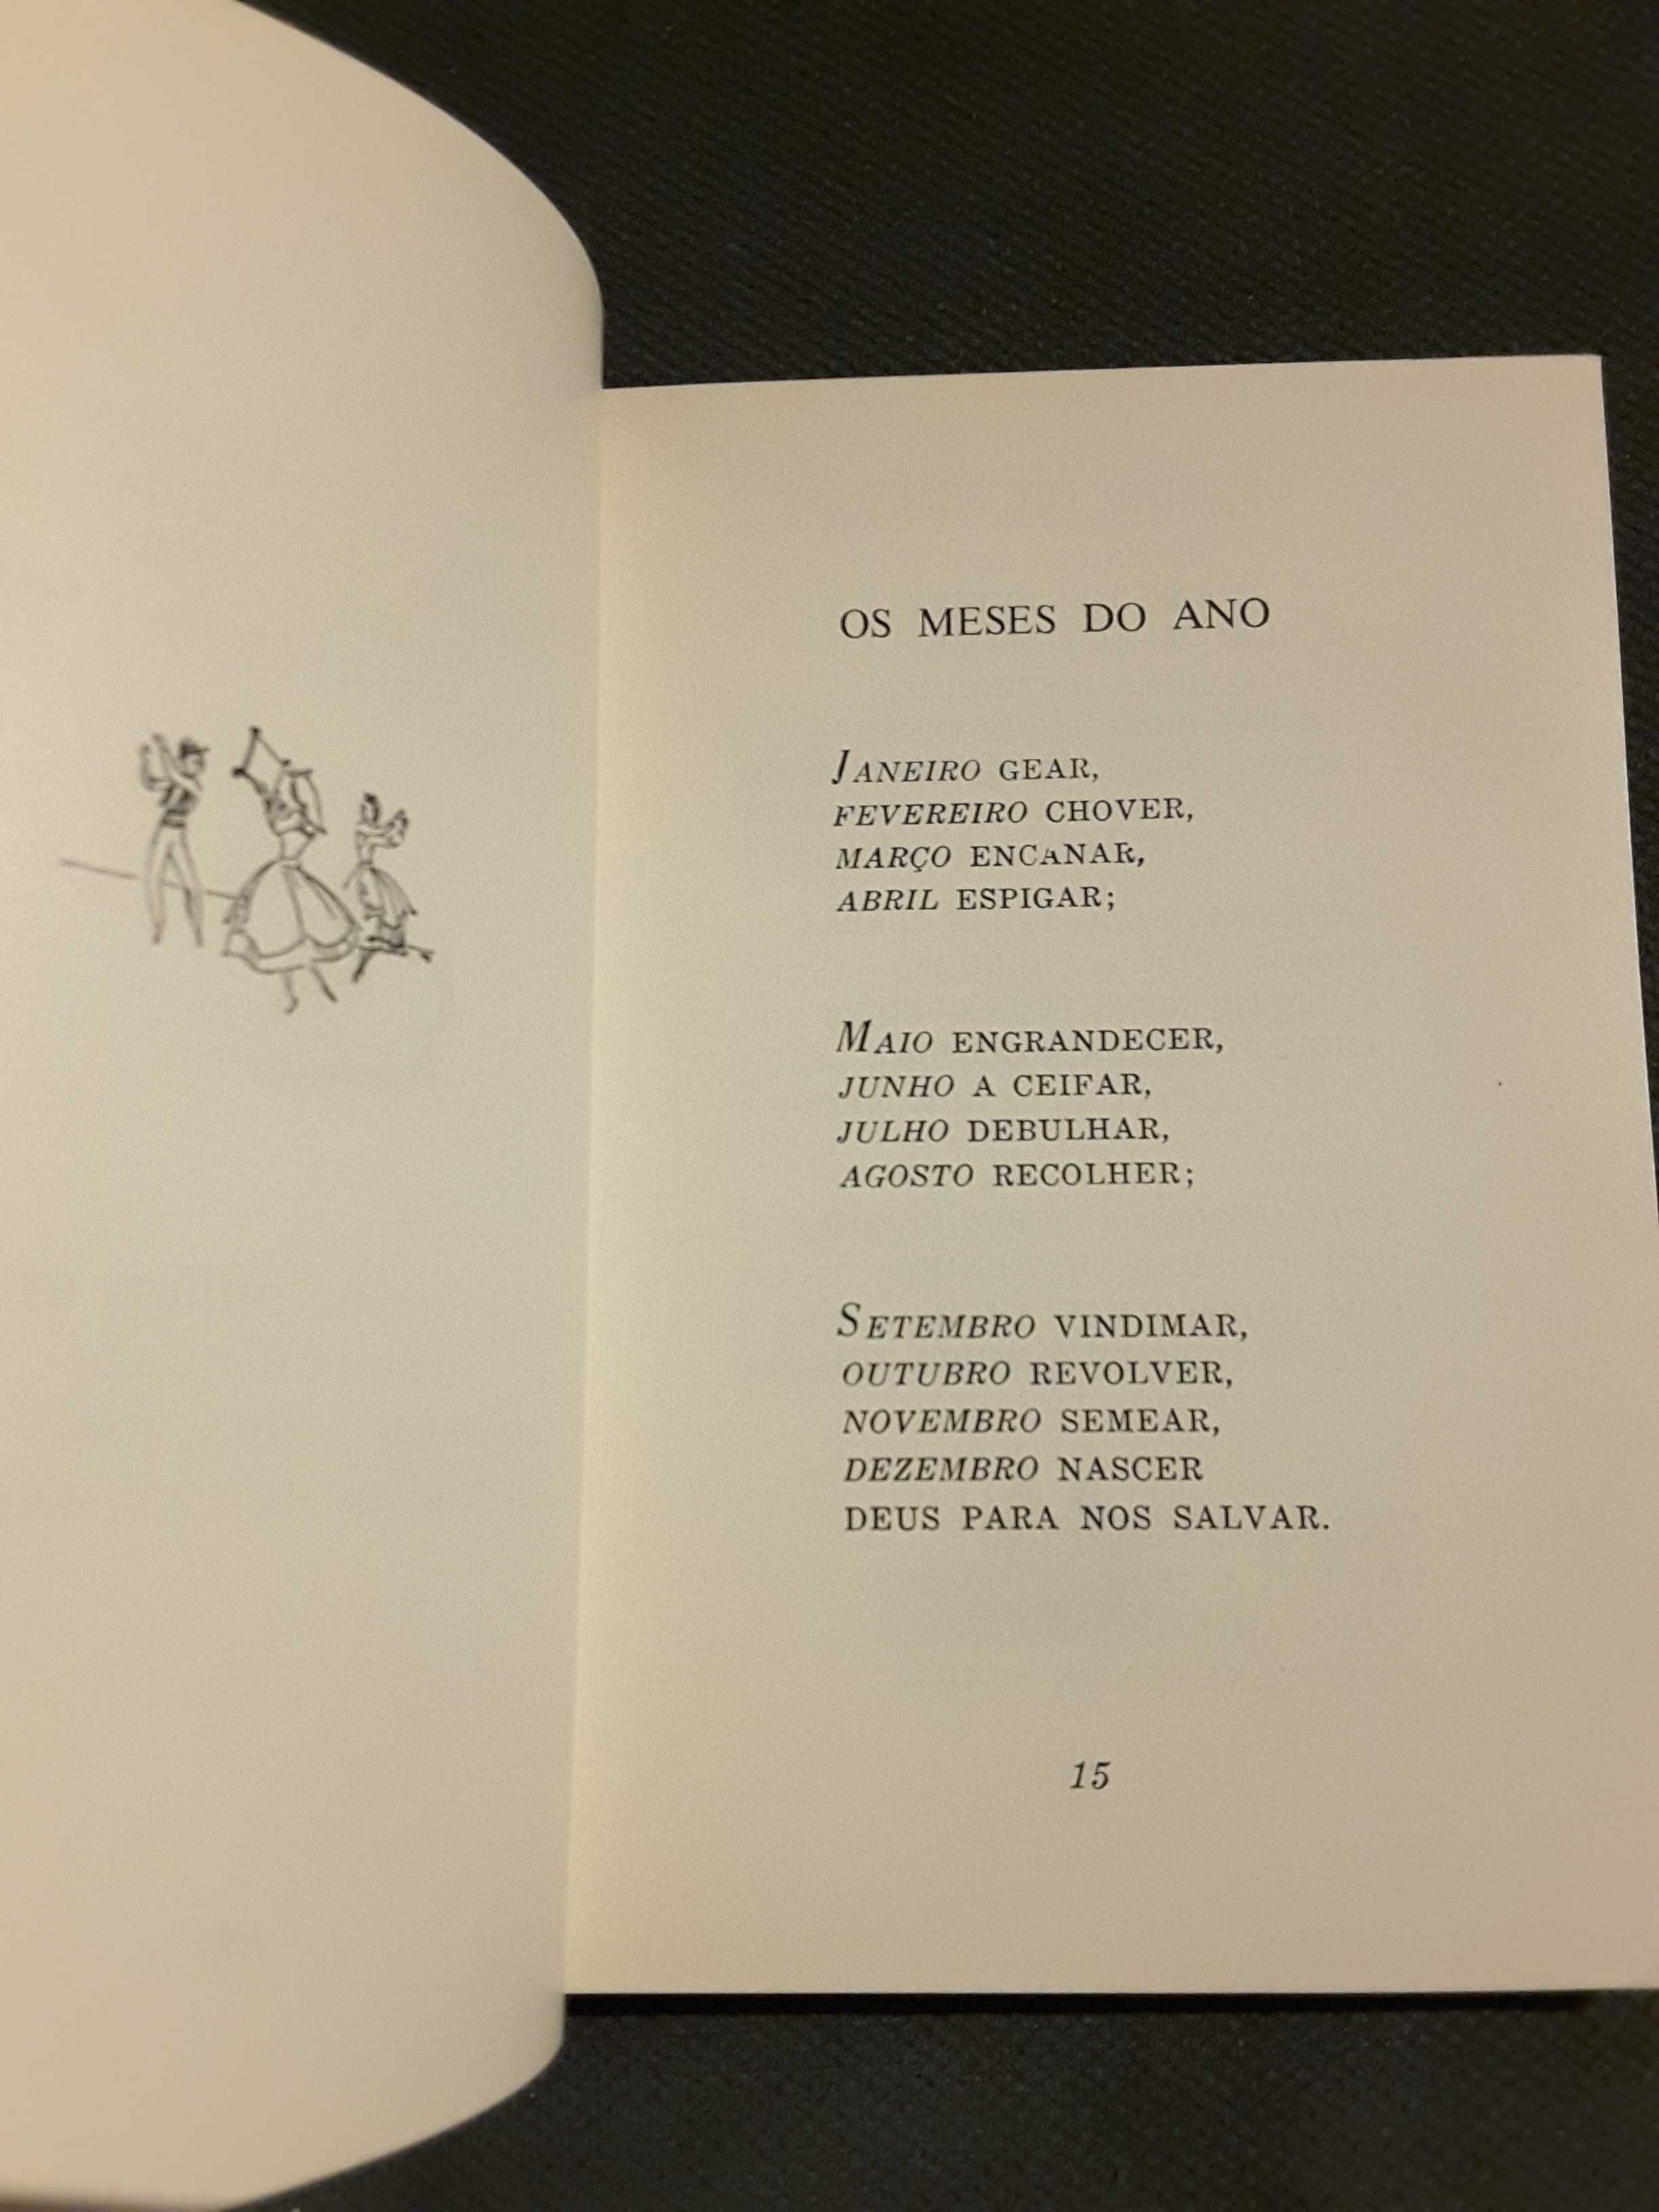 OS MESES DO ANO
JANEIRO GEAR,
FEVEREIRO CHOVER,
MARÇO ENCANAR,
ABRIL ESPIGAR;
MAIO ENGRANDECER,
JUNHO A CEIFAR,
JULHO DEBULHAR,
AGOSTO RECOLHER;
SETEMBRO VINDIMAR,
OUTUBRO REVOLVER,
NOVEMBRO SEMEAR,
DEZEMBRO NASCER
DEUS PARA NOS SALVAR.
15